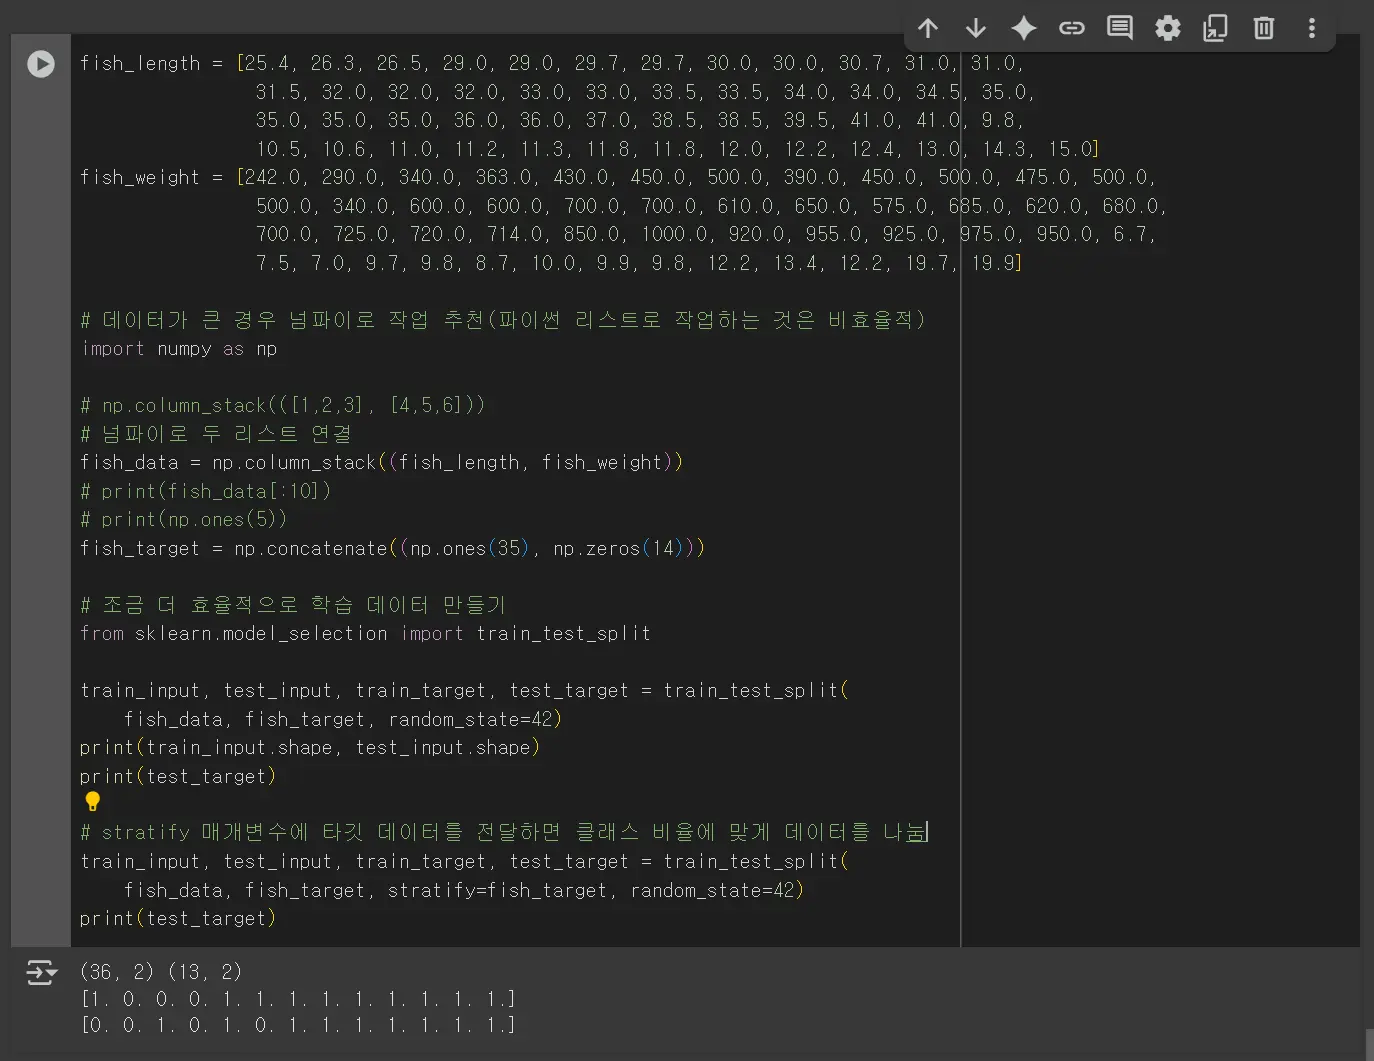 fish_length = [25.4, 26.3, 26.5, 29.0, 29.0, 29.7, 29.7, 30.0, 30.0, 30.7, 31.0, 31.0,
31.5, 32.0, 32.0, 32.0, 33.0, 33.0, 33.5, 33.5, 34.0, 34.0, 34.5, 35.0,
35.0, 35.0, 35.0, 36.0, 36.0, 37.0, 38.5, 38.5, 39.5, 41.0, 41.0, 9.8,
10.5, 10.6, 11.0, 11.2, 11.3, 11.8, 11.8, 12.0, 12.2, 12.4, 13.0, 14.3, 15.0]
fish_weight = [242.0, 290.0, 340.0, 363.0, 430.0, 450.0, 500.0, 390.0, 450.0, 500.0, 475.0, 500.0,
500.0, 340.0, 600.0, 600.0, 700.0, 700.0, 610.0, 650.0, 575.0, 685.0, 620.0, 680.0,
700.0, 725.0, 720.0, 714.0, 850.0, 1000.0, 920.0, 955.0, 925.0, 975.0, 950.0, 6.7,
7.5, 7.0, 9.7, 9.8, 8.7, 10.0, 9.9, 9.8, 12.2, 13.4, 12.2, 19.7, 19.9]
# 데이터가 큰 경우 넘파이로 작업 추천(파이썬 리스트로 작업하는 것은 비효율적)
import numpy as np
# np.column_stack(([1,2,3], [4,5,6]))
# 넘파이로 두 리스트 연결
fish_data = np.column_stack((fish_length, fish_weight))
# print(fish_data[:10])
# print(np.ones(5))
fish_target = np.concatenate((np.ones(35), np.zeros(14)))
# 조금 더 효율적으로 학습 데이터 만들기
from sklearn.model_selection import train_test_split
train_input, test_input, train_target, test_target = train_test_split(
fish_data, fish_target, random_state=42)
print(train_input.shape, test_input.shape)
print(test_target)
# stratify 매개변수에 타깃 데이터를 전달하면 클래스 비율에 맞게 데이터를 나눔
train_input, test_input, train_target, test_target = train_test_split(
fish_data, fish_target, stratify=fish_target, random_state=42)
print(test_target)
(36, 2) (13, 2)
[1. 0. 0. 0. 1. 1. 1. 1. 1. 1. 1. 1. 1.]
[0. 0. 1. 0. 1. 0. 1. 1. 1. 1. 1. 1. 1.]